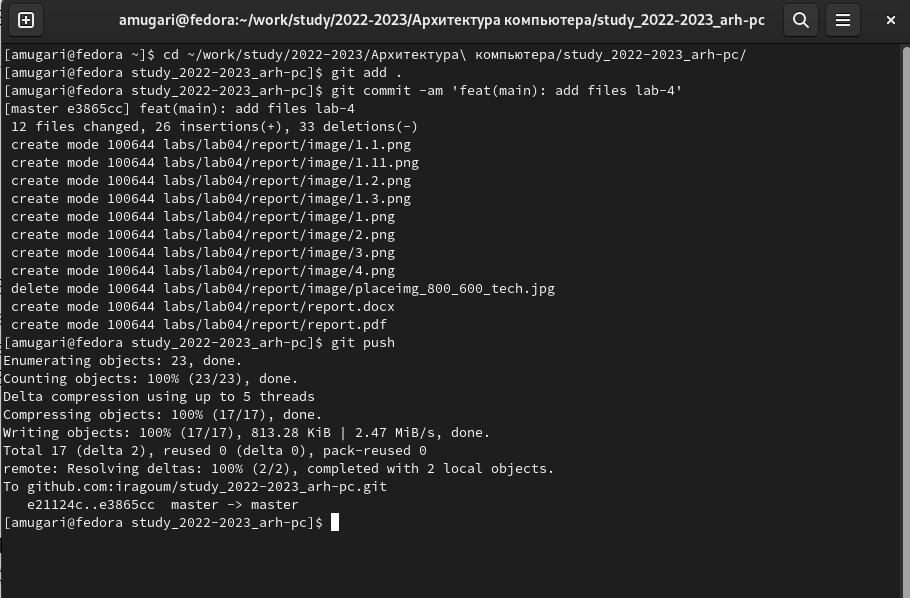 amugari@fedora:~/work/study/2022-2023/Архитектура компьютера/study_2022-2023_arh-pc
[amugari@fedora ~]$ cd ~/work/study/2022-2023/Архитектура\ компьютера/study_2022-2023_arh-pc/
[amugari@fedora study_2022-2023_arh-pc]$ git add .
[amugari@fedora study_2022-2023_arh-pc]$ git commit -am 'feat(main): add files lab-4'
[master e3865cc] feat(main): add files lab-4
 12 files changed, 26 insertions(+), 33 deletions(-)
 create mode 100644 labs/lab04/report/image/1.1.png
 create mode 100644 labs/lab04/report/image/1.11.png
 create mode 100644 labs/lab04/report/image/1.2.png
 create mode 100644 labs/lab04/report/image/1.3.png
 create mode 100644 labs/lab04/report/image/1.png
 create mode 100644 labs/lab04/report/image/2.png
 create mode 100644 labs/lab04/report/image/3.png
 create mode 100644 labs/lab04/report/image/4.png
 delete mode 100644 labs/lab04/report/image/placeimg_800_600_tech.jpg
 create mode 100644 labs/lab04/report/report.docx
 create mode 100644 labs/lab04/report/report.pdf
[amugari@fedora study_2022-2023_arh-pc]$ git push
Enumerating objects: 23, done.
Counting objects: 100% (23/23), done.
Delta compression using up to 5 threads
Compressing objects: 100% (17/17), done.
Writing objects: 100% (17/17), 813.28 KiB | 2.47 MiB/s, done.
Total 17 (delta 2), reused 0 (delta 0), pack-reused 0
remote: Resolving deltas: 100% (2/2), completed with 2 local objects.
To github.com:iragoum/study_2022-2023_arh-pc.git
   e21124c..e3865cc  master -> master
[amugari@fedora study_2022-2023_arh-pc]$